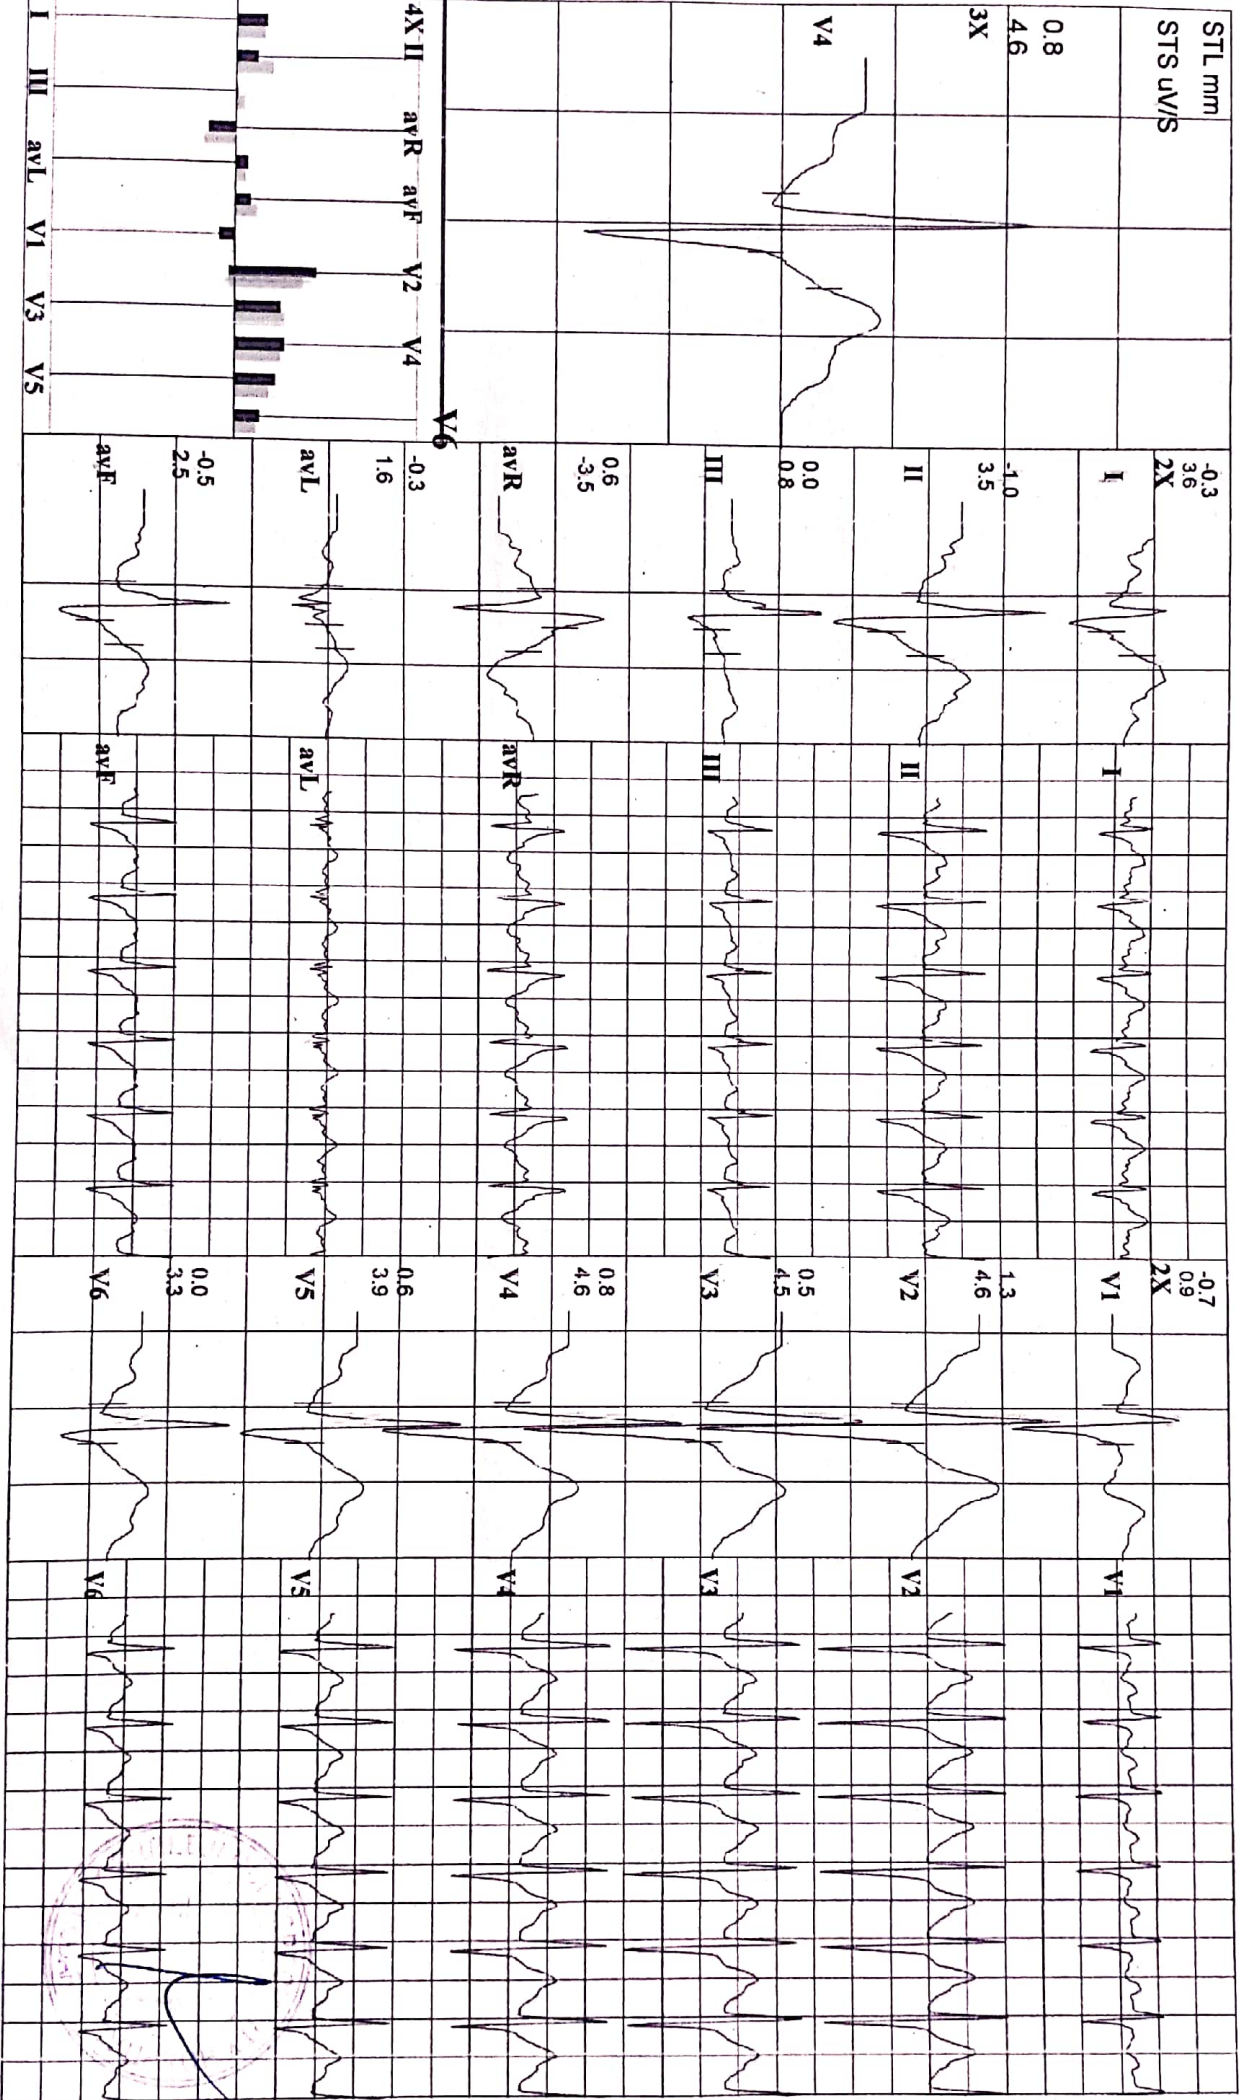 STL mm
STS uV/S
0.8
4.6
3X
V4
4X II avR avF V2 V4 V6
I III avL V1 V3 V5
-0.3
3.6
2X
I
-1.0
3.5
II
0.0
0.8
III
0.6
-3.5
avR
-0.3
1.6
avL
-0.5
2.5
avF
I
II
III
avR
avL
avF
-0.7
0.9
2X
V1
1.3
4.6
V2
0.5
4.5
V3
0.8
4.6
V4
0.6
3.9
V5
0.0
3.3
V6
V1
V2
V3
V4
V5
V6